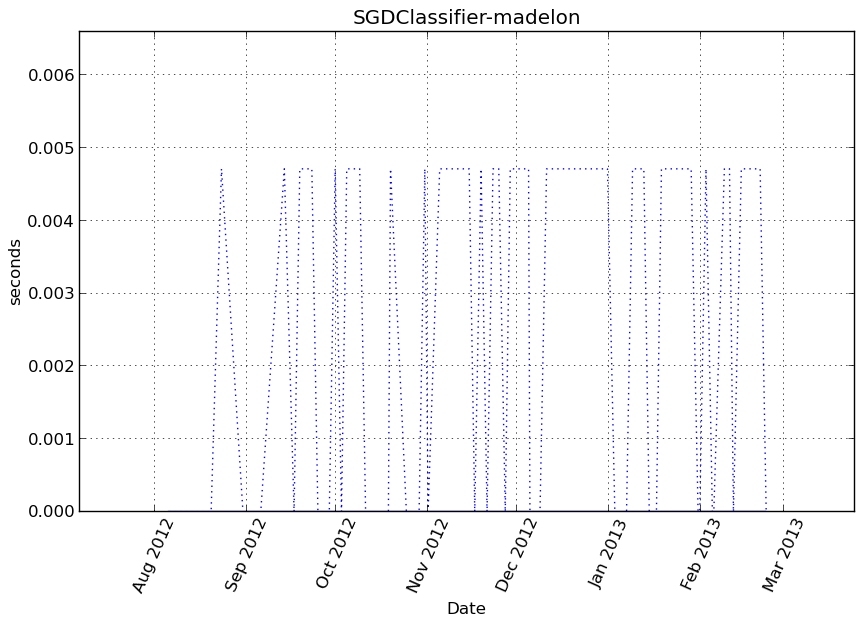 SGDClassifier-madelon
0.006
0.005
0.004
0.003
0.002
0.001
0.000
seconds
Aug 2012
Sep 2012
Oct 2012
Nov 2012
Dec 2012
Jan 2013
Feb 2013
Mar 2013
Date